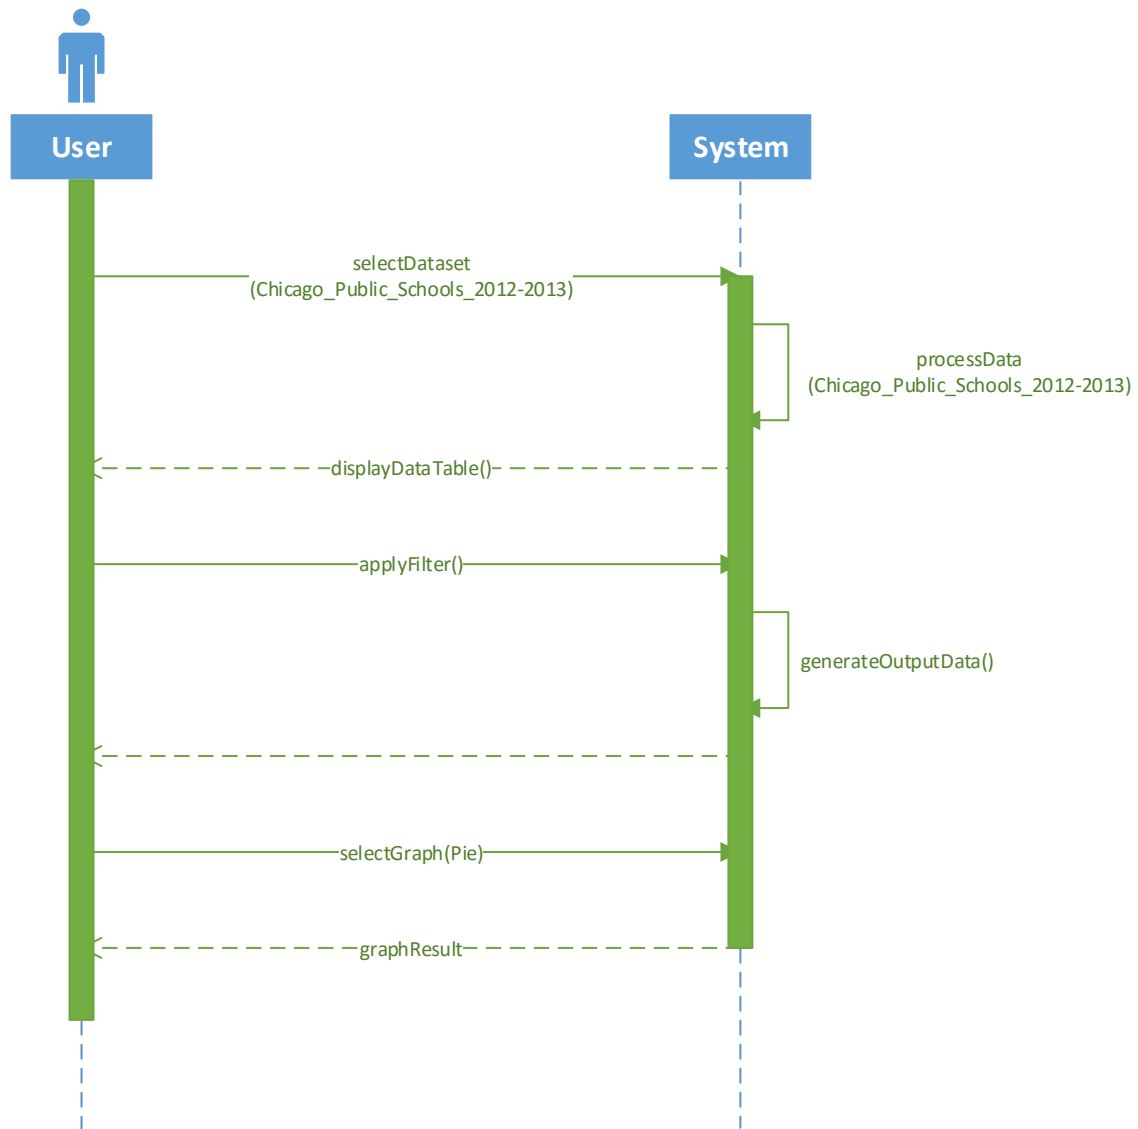 User
System
selectDataset
(Chicago_Public_Schools_2012-2013)
processData
(Chicago_Public_Schools_2012-2013)
displayDataTable()
applyFilter()
generateOutputData()
selectGraph(Pie)
graphResult